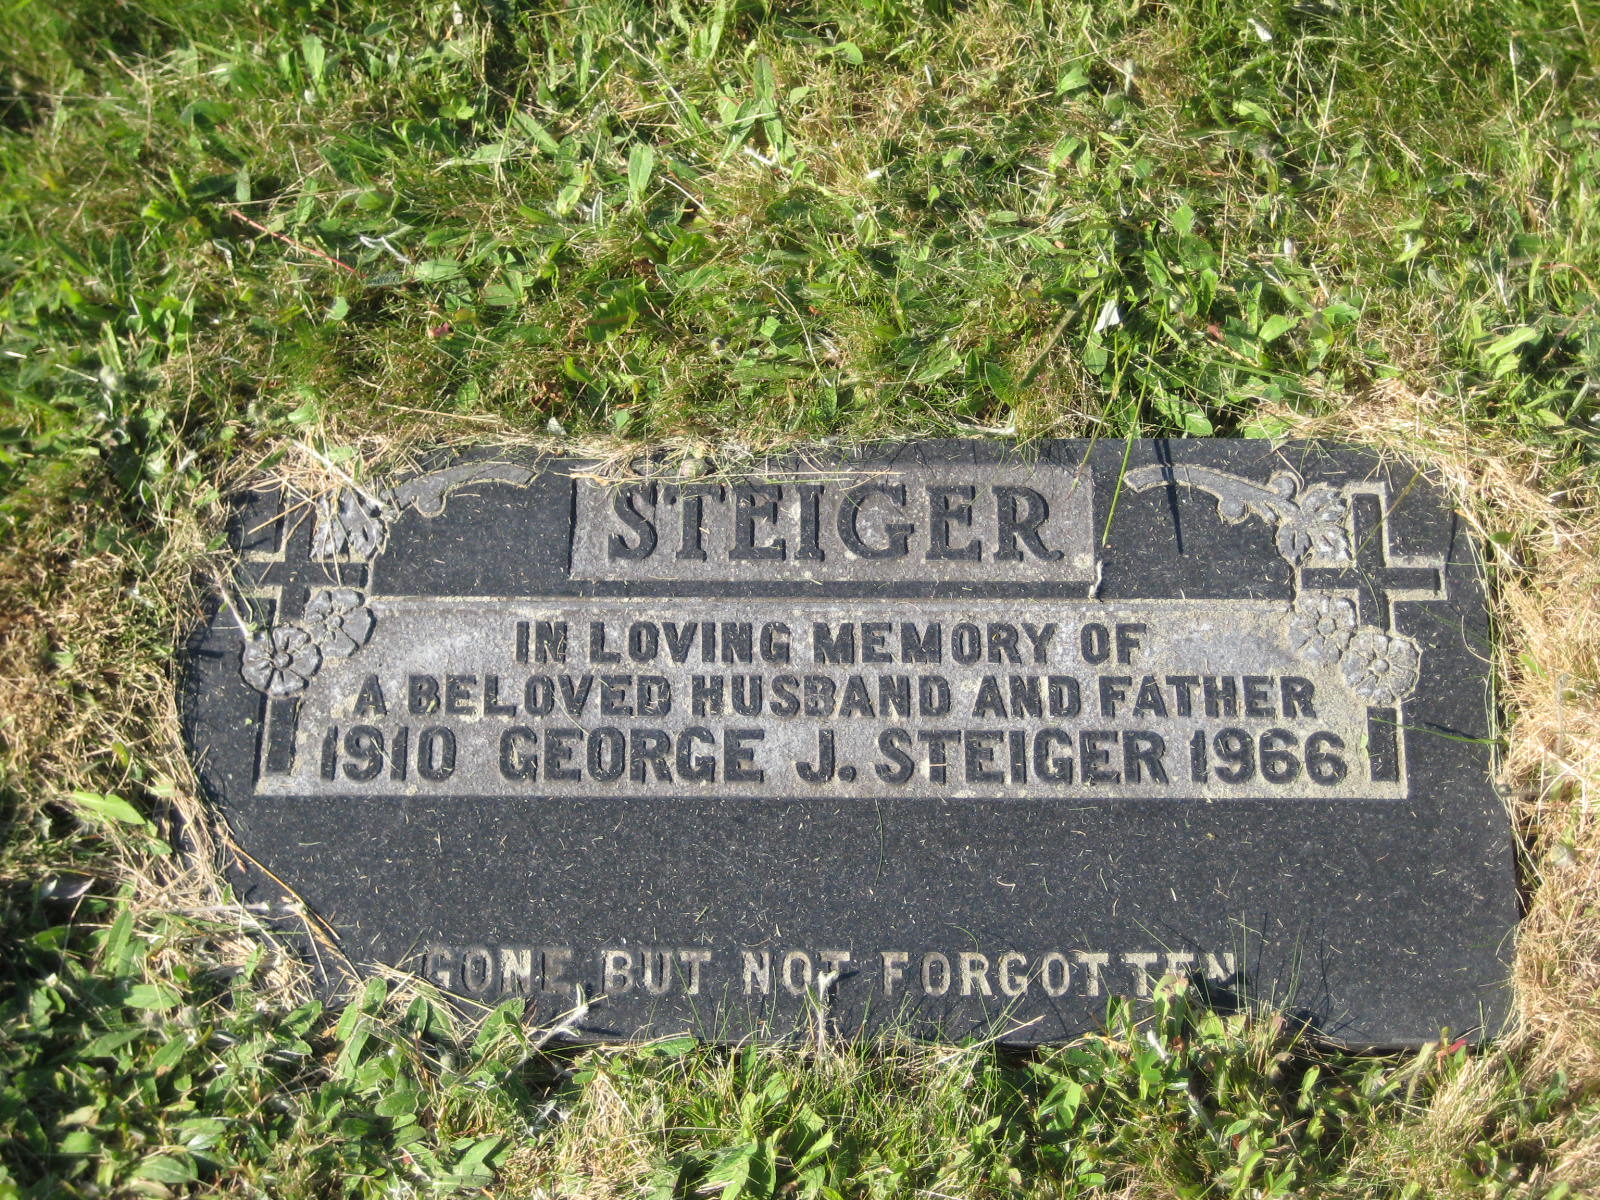 STEIGER
IN LOVING MEMORY OF
A BELOVED HUSBAND AND FATHER
1910 GEORGE J. STEIGER 1966
GONE BUT NOT FORGOTTEN